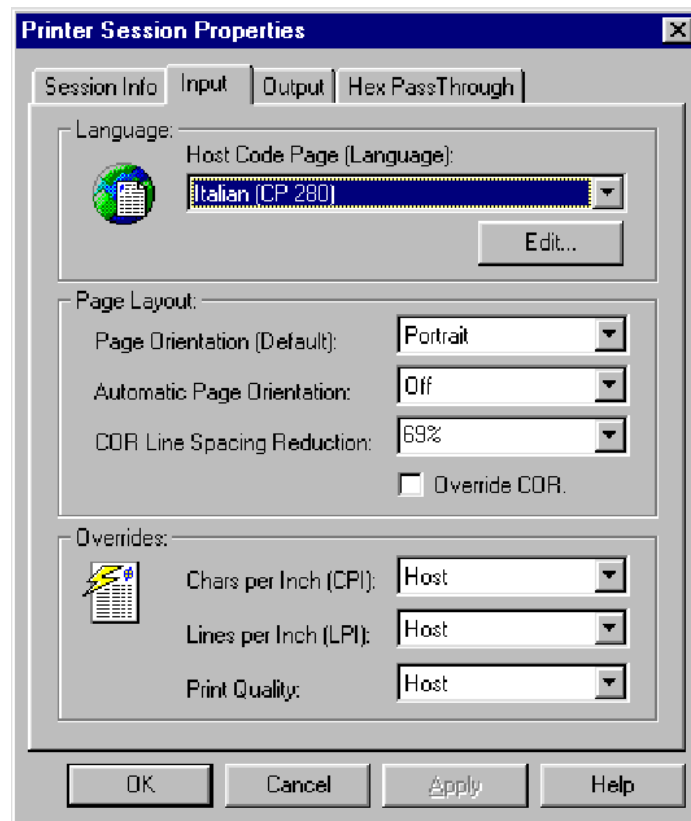 Printer Session Properties
Session Info Input Output Hex PassThrough
Language:
Host Code Page (Language):
Italian (CP 280)
Edit...
Page Layout:
Page Orientation (Default): Portrait
Automatic Page Orientation: Off
COR Line Spacing Reduction: 69%
Override COR.
Overrides:
Chars per Inch (CPI): Host
Lines per Inch (LPI): Host
Print Quality: Host
OK Cancel Apply Help